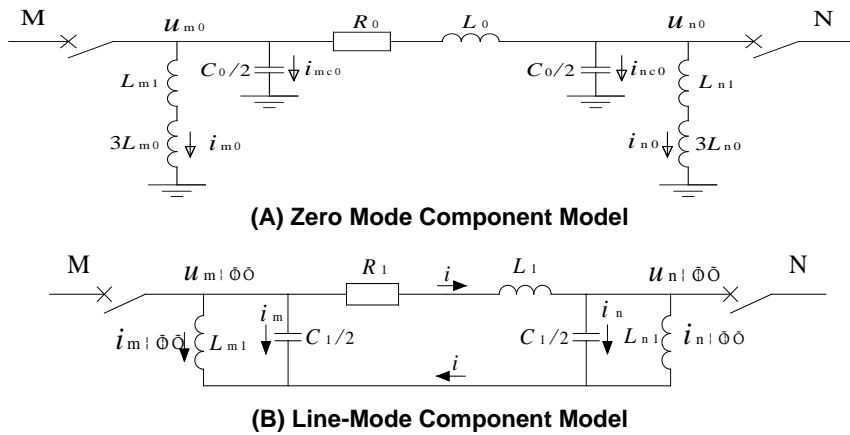 M
u m0
R 0
L 0
u n0
N
L m1
C 0/2
i mc0
C 0/2
i nc0
L n1
3L m0
i m0
i n0
3L n0
(A) Zero Mode Component Model
M
R 1
i
L 1
N
i m
i n
L m1
C 1/2
C 1/2
L n1
i
(B) Line-Mode Component Model